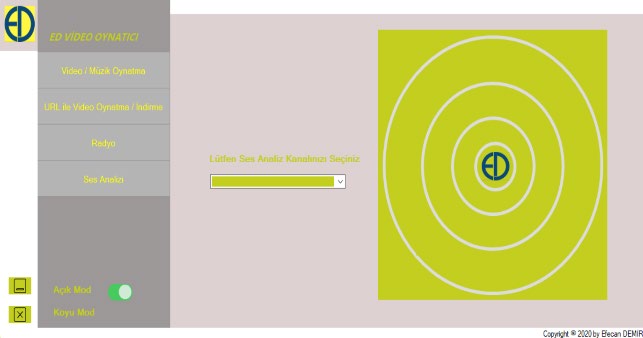 ED
ED VİDEO OYNATICI
Video / Müzik Oynatma
URL ile Video Oynatma / İndirme
Radyo
Ses Analizi
Lütfen Ses Analiz Kanalınızı Seçiniz
ED
Açık Mod
Koyu Mod
Copyright © 2020 by Efecan DEMIR